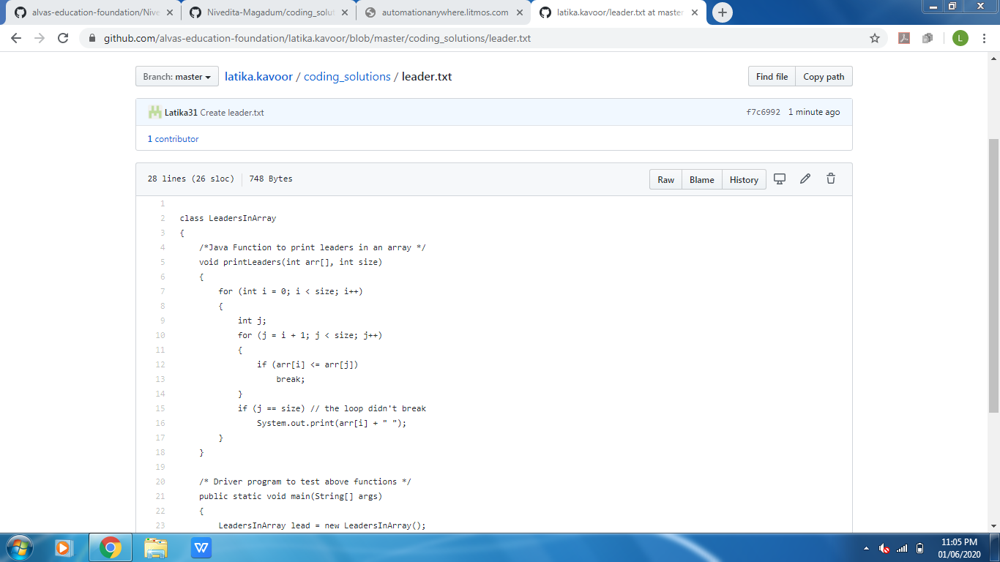 alvas-education-foundation/Nive
Nivedita-Magadum/coding_solut
automationanywhere.litmos.com
latika.kavoor/leader.txt at master
github.com/alvas-education-foundation/latika.kavoor/blob/master/coding_solutions/leader.txt
L
Branch: master
latika.kavoor / coding_solutions / leader.txt
Find file
Copy path
Latika31 Create leader.txt
f7c6992 1 minute ago
1 contributor
28 lines (26 sloc) 748 Bytes
Raw
Blame
History
1
2 class LeadersInArray
3 {
4 /*Java Function to print leaders in an array */
5 void printLeaders(int arr[], int size)
6 {
7 for (int i = 0; i < size; i++)
8 {
9 int j;
10 for (j = i + 1; j < size; j++)
11 {
12 if (arr[i] <= arr[j])
13 break;
14 }
15 if (j == size) // the loop didn't break
16 System.out.print(arr[i] + " ");
17 }
18 }
19
20 /* Driver program to test above functions */
21 public static void main(String[] args)
22 {
23 LeadersInArray lead = new LeadersInArray();
W
11:05 PM
01/06/2020